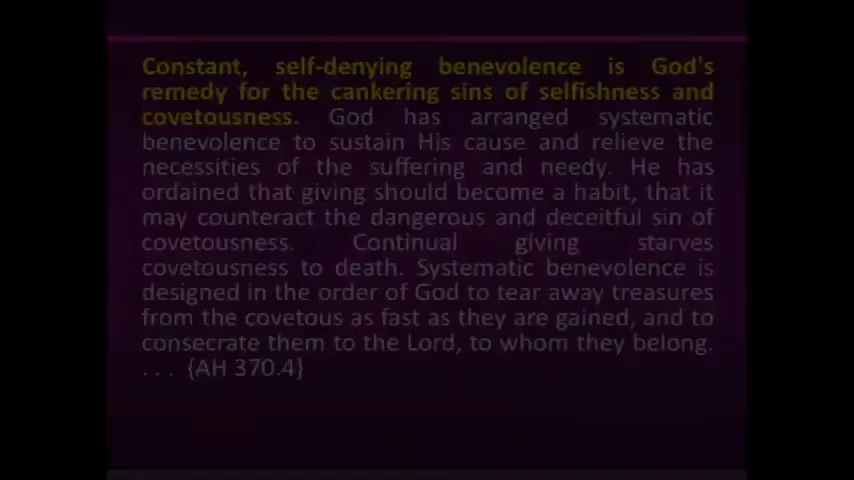 Constant, self-denying benevolence is God's
remedy for the cankering sins of selfishness and
covetousness. God has arranged systematic
benevolence to sustain His cause and relieve the
necessities of the suffering and needy. He has
ordained that giving should become a habit, that it
may counteract the dangerous and deceitful sin of
covetousness. Continual giving starves
covetousness to death. Systematic benevolence is
designed in the order of God to tear away treasures
from the covetous as fast as they are gained, and to
consecrate them to the Lord, to whom they belong.
. . . {AH 370.4}